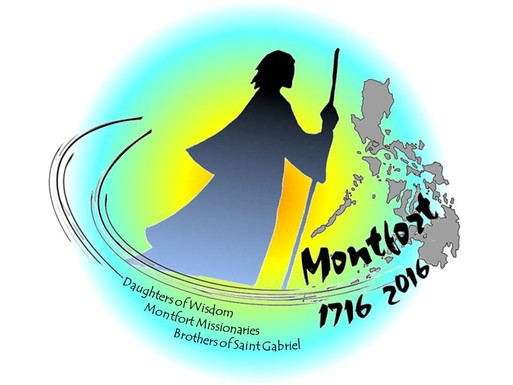 Montfort
1716 2016
Daughters of Wisdom
Montfort Missionaries
Brothers of Saint Gabriel